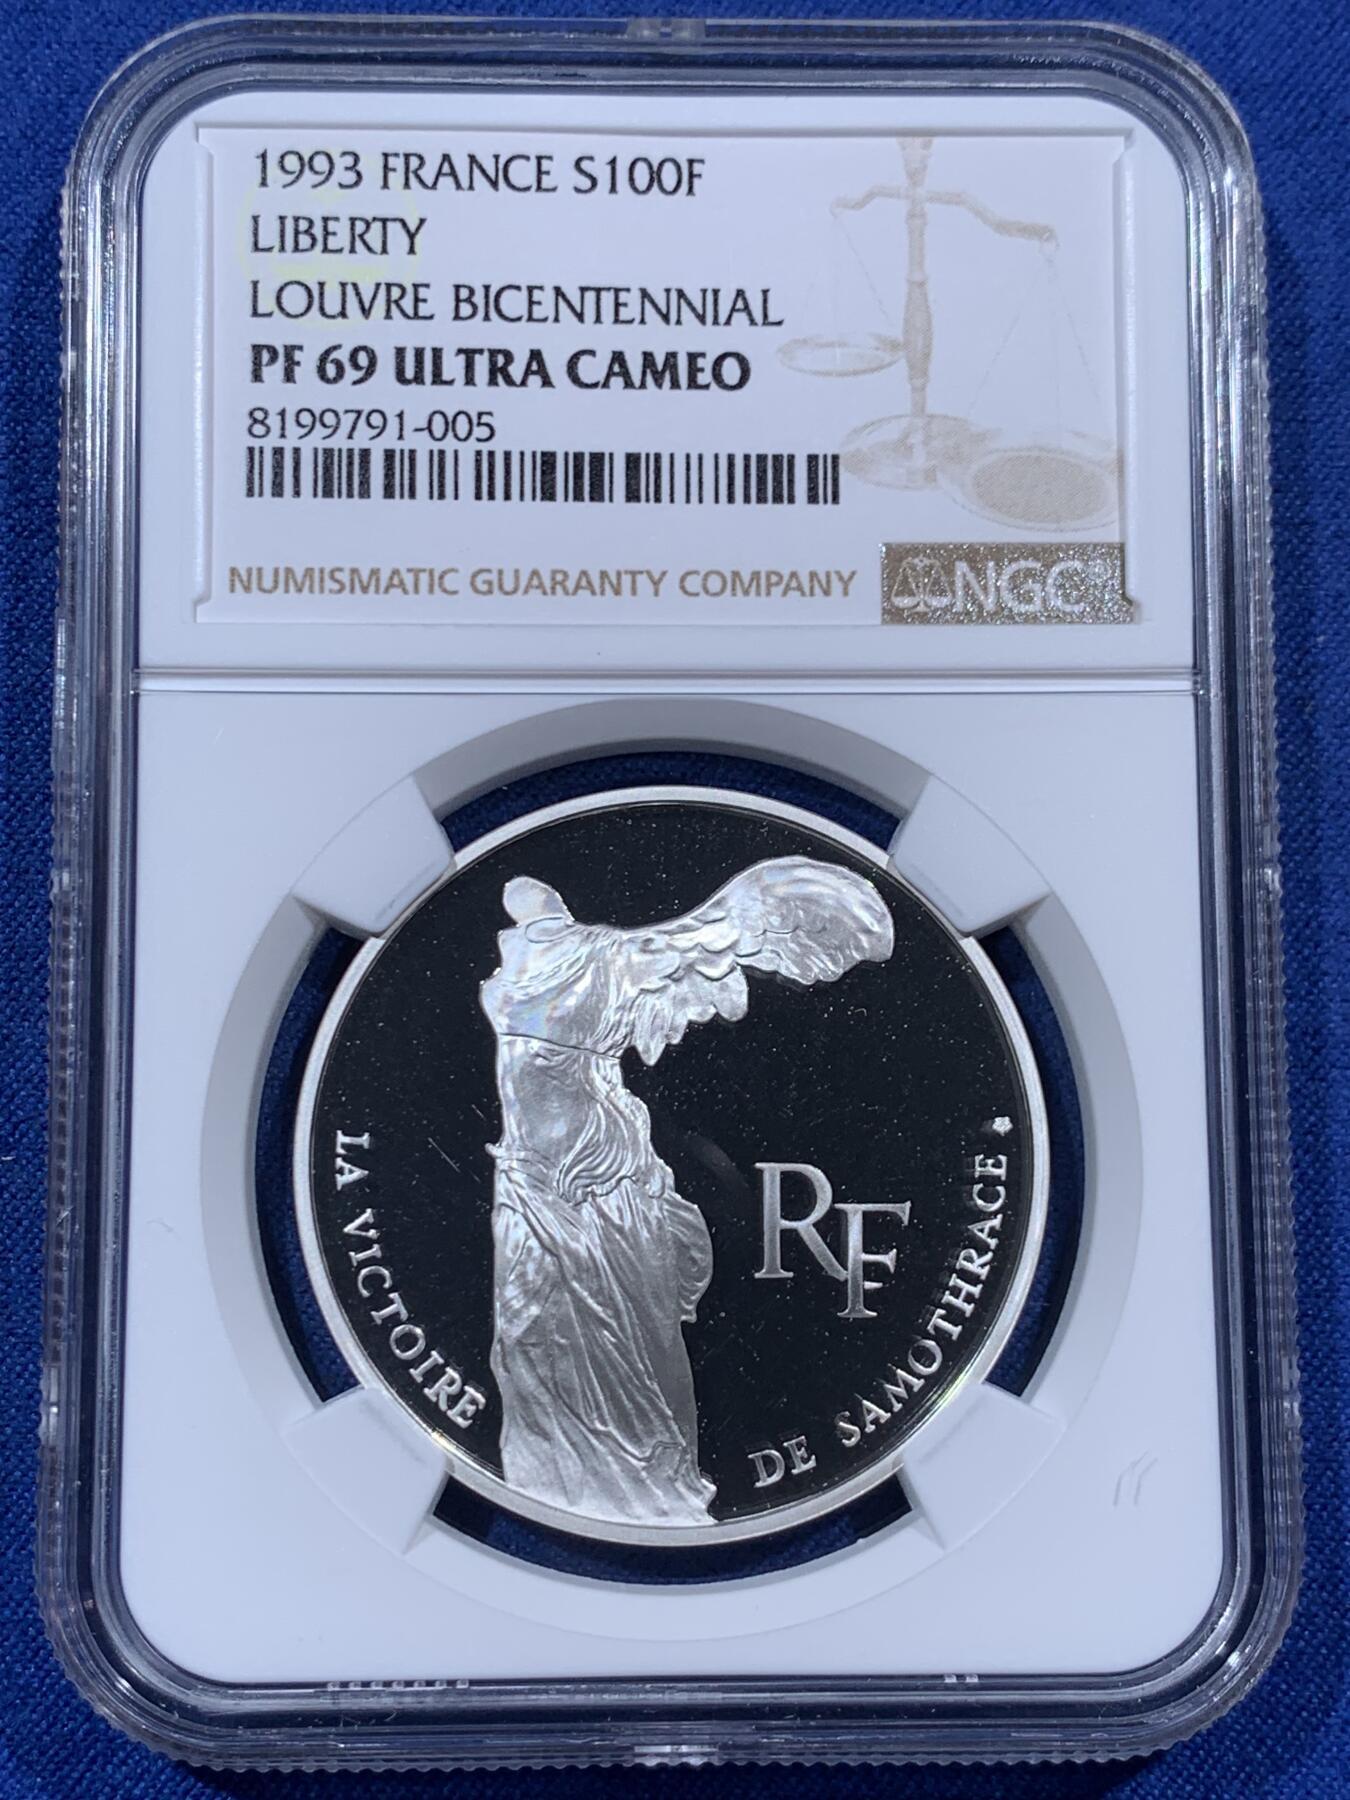 1993 FRANCE S100F
LIBERTY
LOUVRE BICENTENNIAL
PF 69 ULTRA CAMEO
8199791-005
NUMISMATIC GUARANTY COMPANY
NGC®
LA VICTOIRE
DE SAMOTHRACE
RF